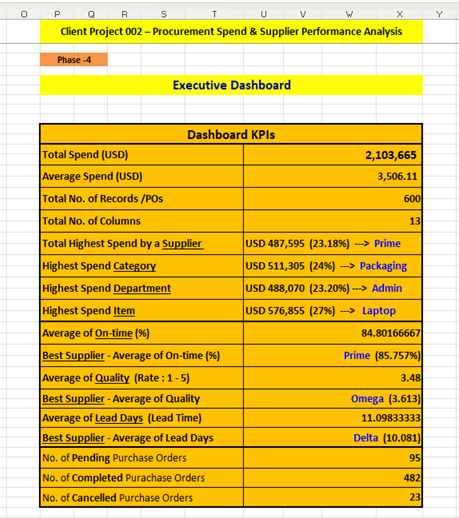 O P Q R S T U V W X Y
Client Project 002 – Procurement Spend & Supplier Performance Analysis
Phase -4
Executive Dashboard
Dashboard KPIs
Total Spend (USD) 2,103,665
Average Spend (USD) 3,506.11
Total No. of Records /POs 600
Total No. of Columns 13
Total Highest Spend by a Supplier USD 487,595 (23.18%) ---> Prime
Highest Spend Category USD 511,305 (24%) ---> Packaging
Highest Spend Department USD 488,070 (23.20%) ---> Admin
Highest Spend Item USD 576,855 (27%) ---> Laptop
Average of On-time (%) 84.80166667
Best Supplier - Average of On-time (%) Prime (85.757%)
Average of Quality (Rate : 1 - 5) 3.48
Best Supplier - Average of Quality Omega (3.613)
Average of Lead Days (Lead Time) 11.09833333
Best Supplier - Average of Lead Days Delta (10.081)
No. of Pending Purchase Orders 95
No. of Completed Purachase Orders 482
No. of Cancelled Purchase Orders 23